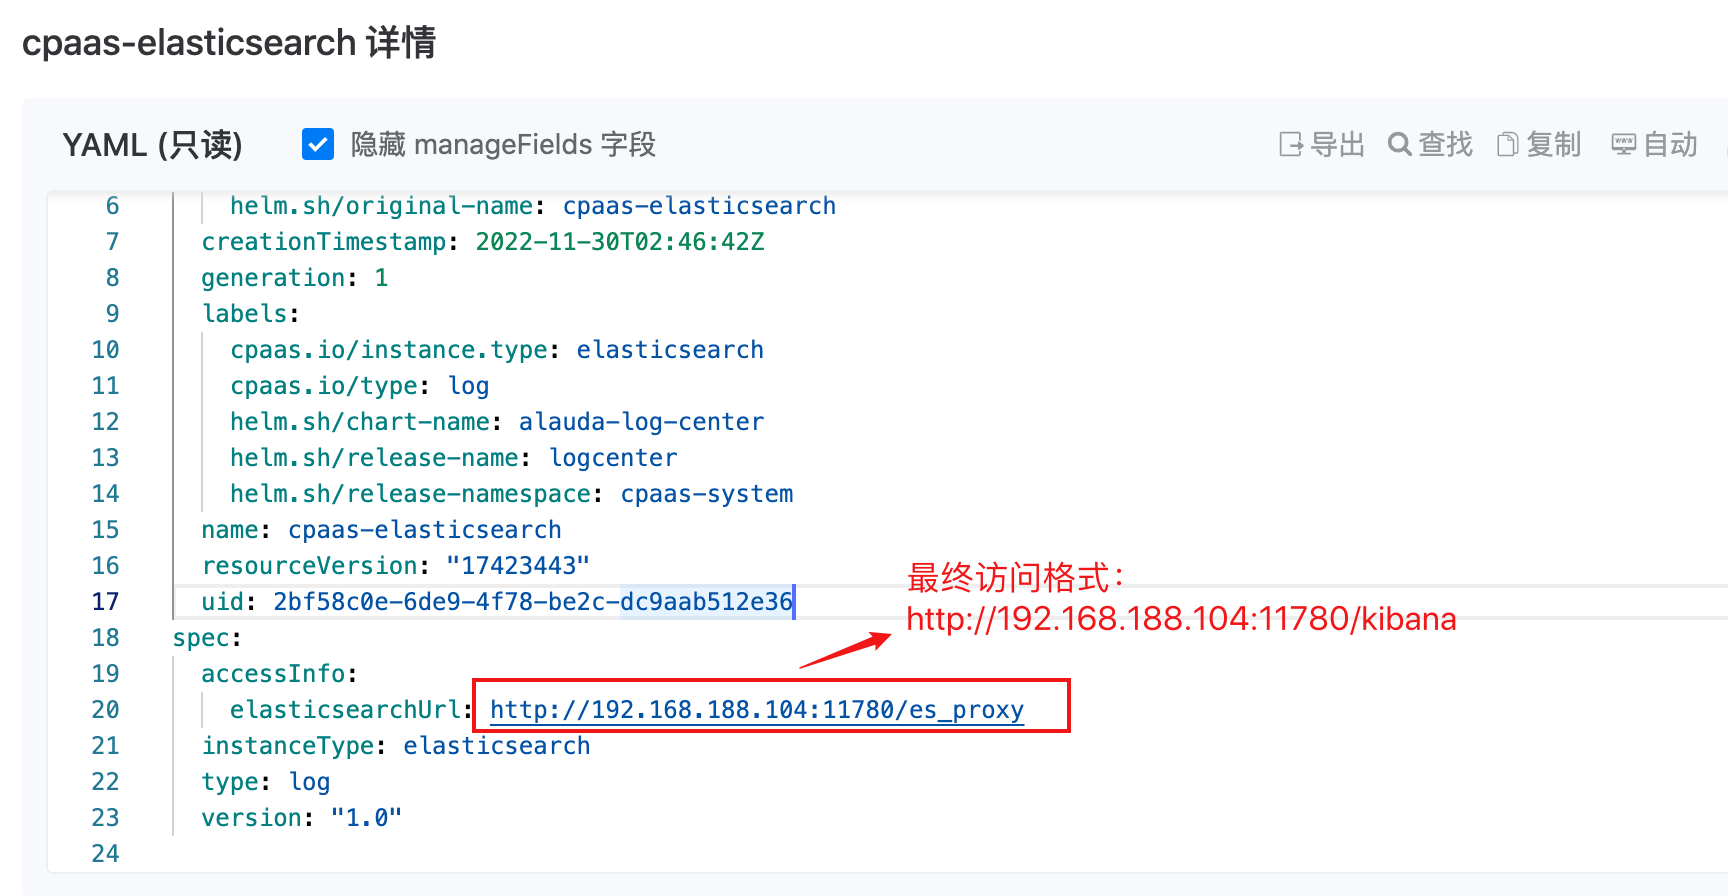 cpaas-elasticsearch 详情
YAML (只读) 隐藏 manageFields 字段 导出 查找 复制 自动
6 helm.sh/original-name: cpaas-elasticsearch
7 creationTimestamp: 2022-11-30T02:46:42Z
8 generation: 1
9 labels:
10 cpaas.io/instance.type: elasticsearch
11 cpaas.io/type: log
12 helm.sh/chart-name: alauda-log-center
13 helm.sh/release-name: logcenter
14 helm.sh/release-namespace: cpaas-system
15 name: cpaas-elasticsearch
16 resourceVersion: "17423443"
最终访问格式：
17 uid: 2bf58c0e-6de9-4f78-be2c-dc9aab512e36
http://192.168.188.104:11780/kibana
18 spec:
19 accessInfo:
20 elasticsearchUrl: http://192.168.188.104:11780/es_proxy
21 instanceType: elasticsearch
22 type: log
23 version: "1.0"
24